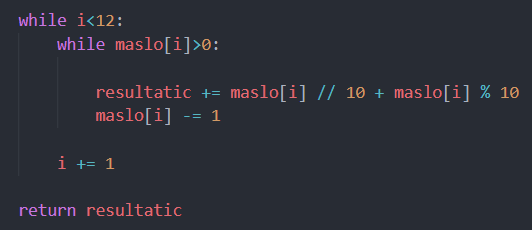 while i<12:
    while maslo[i]>0:
        resultatic += maslo[i] // 10 + maslo[i] % 10
        maslo[i] -= 1
    i += 1
return resultatic